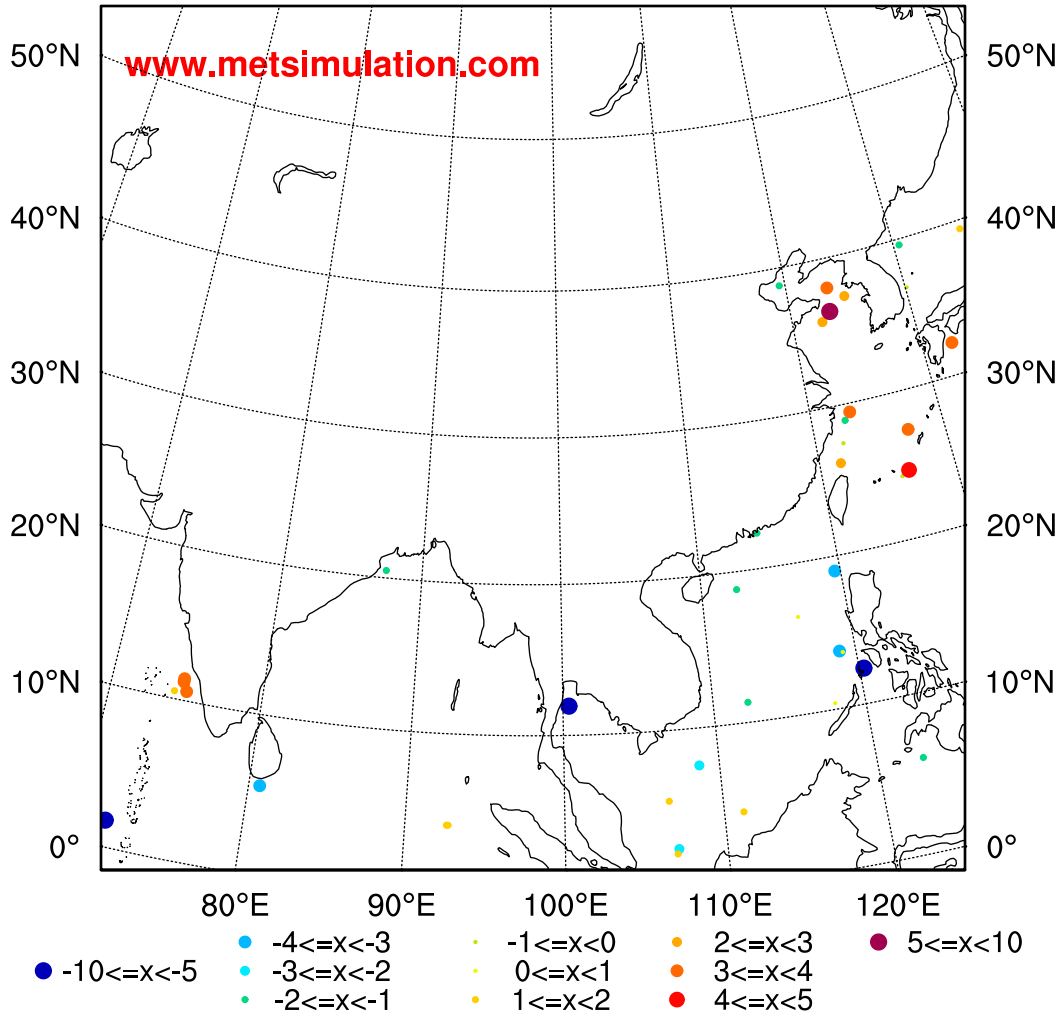 www.metsimulation.com
50°N 50°N
40°N 40°N
30°N 30°N
20°N 20°N
10°N 10°N
0° 0°
80°E 90°E 100°E 110°E 120°E
-4<=x<-3 -1<=x<0 2<=x<3 5<=x<10
-10<=x<-5 -3<=x<-2 0<=x<1 3<=x<4
-2<=x<-1 1<=x<2 4<=x<5